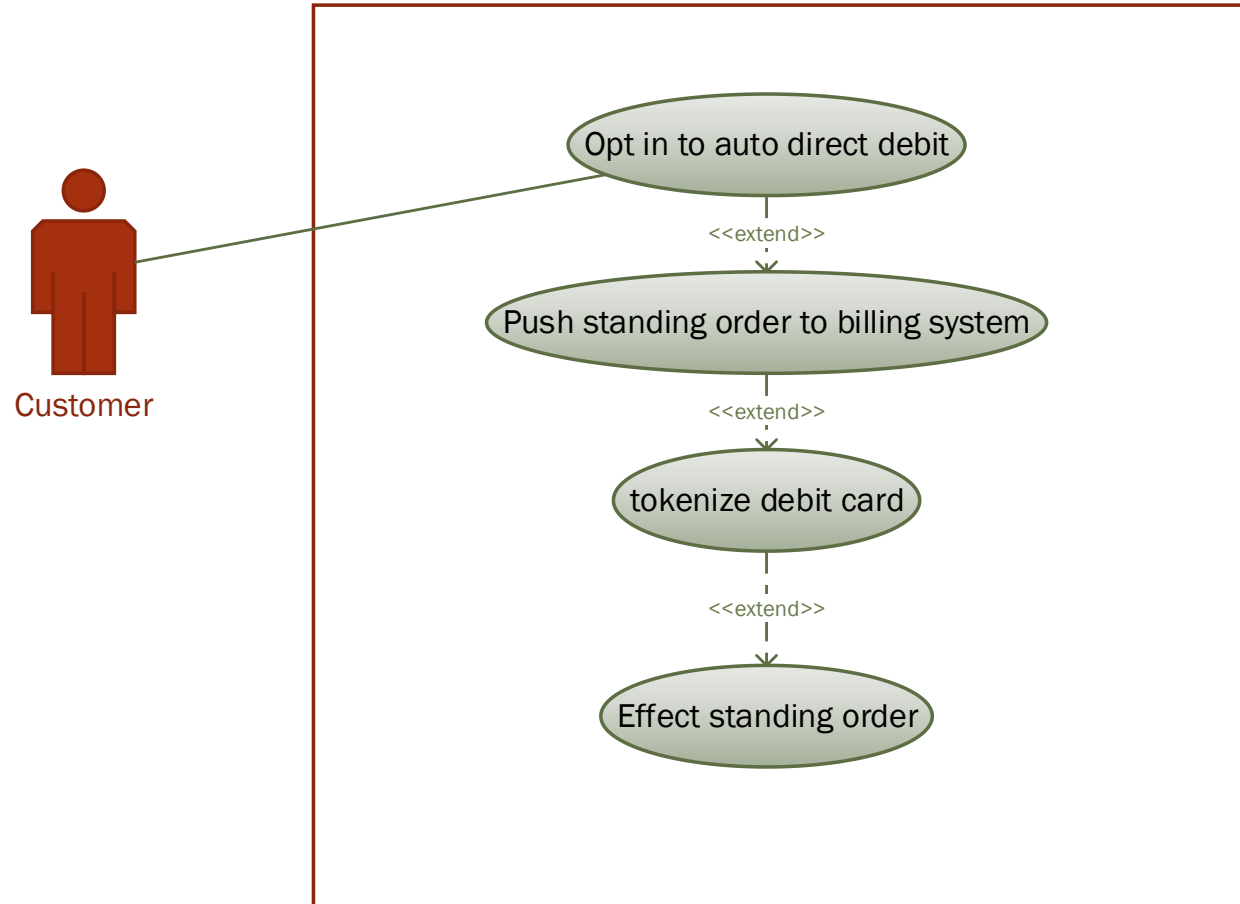 Opt in to auto direct debit
<<extend>>
Push standing order to billing system
Customer
<<extend>>
tokenize debit card
<<extend>>
Effect standing order